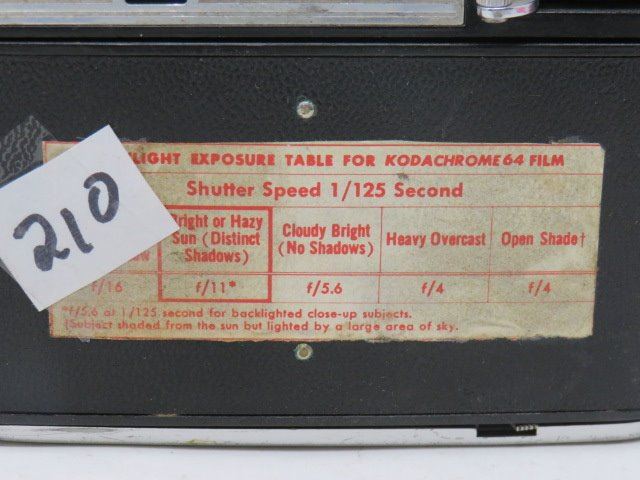 LIGHT EXPOSURE TABLE FOR KODACHROME 64 FILM
Shutter Speed 1/125 Second
210
Bright or Hazy
Sun (Distinct
Shadows)
Cloudy Bright
(No Shadows)
Heavy Overcast
Open Shade†
f/16
f/11*
f/5.6
f/4
f/4
*f/5.6 at 1/125 second for backlighted close-up subjects.
†Subject shaded from the sun but lighted by a large area of sky.